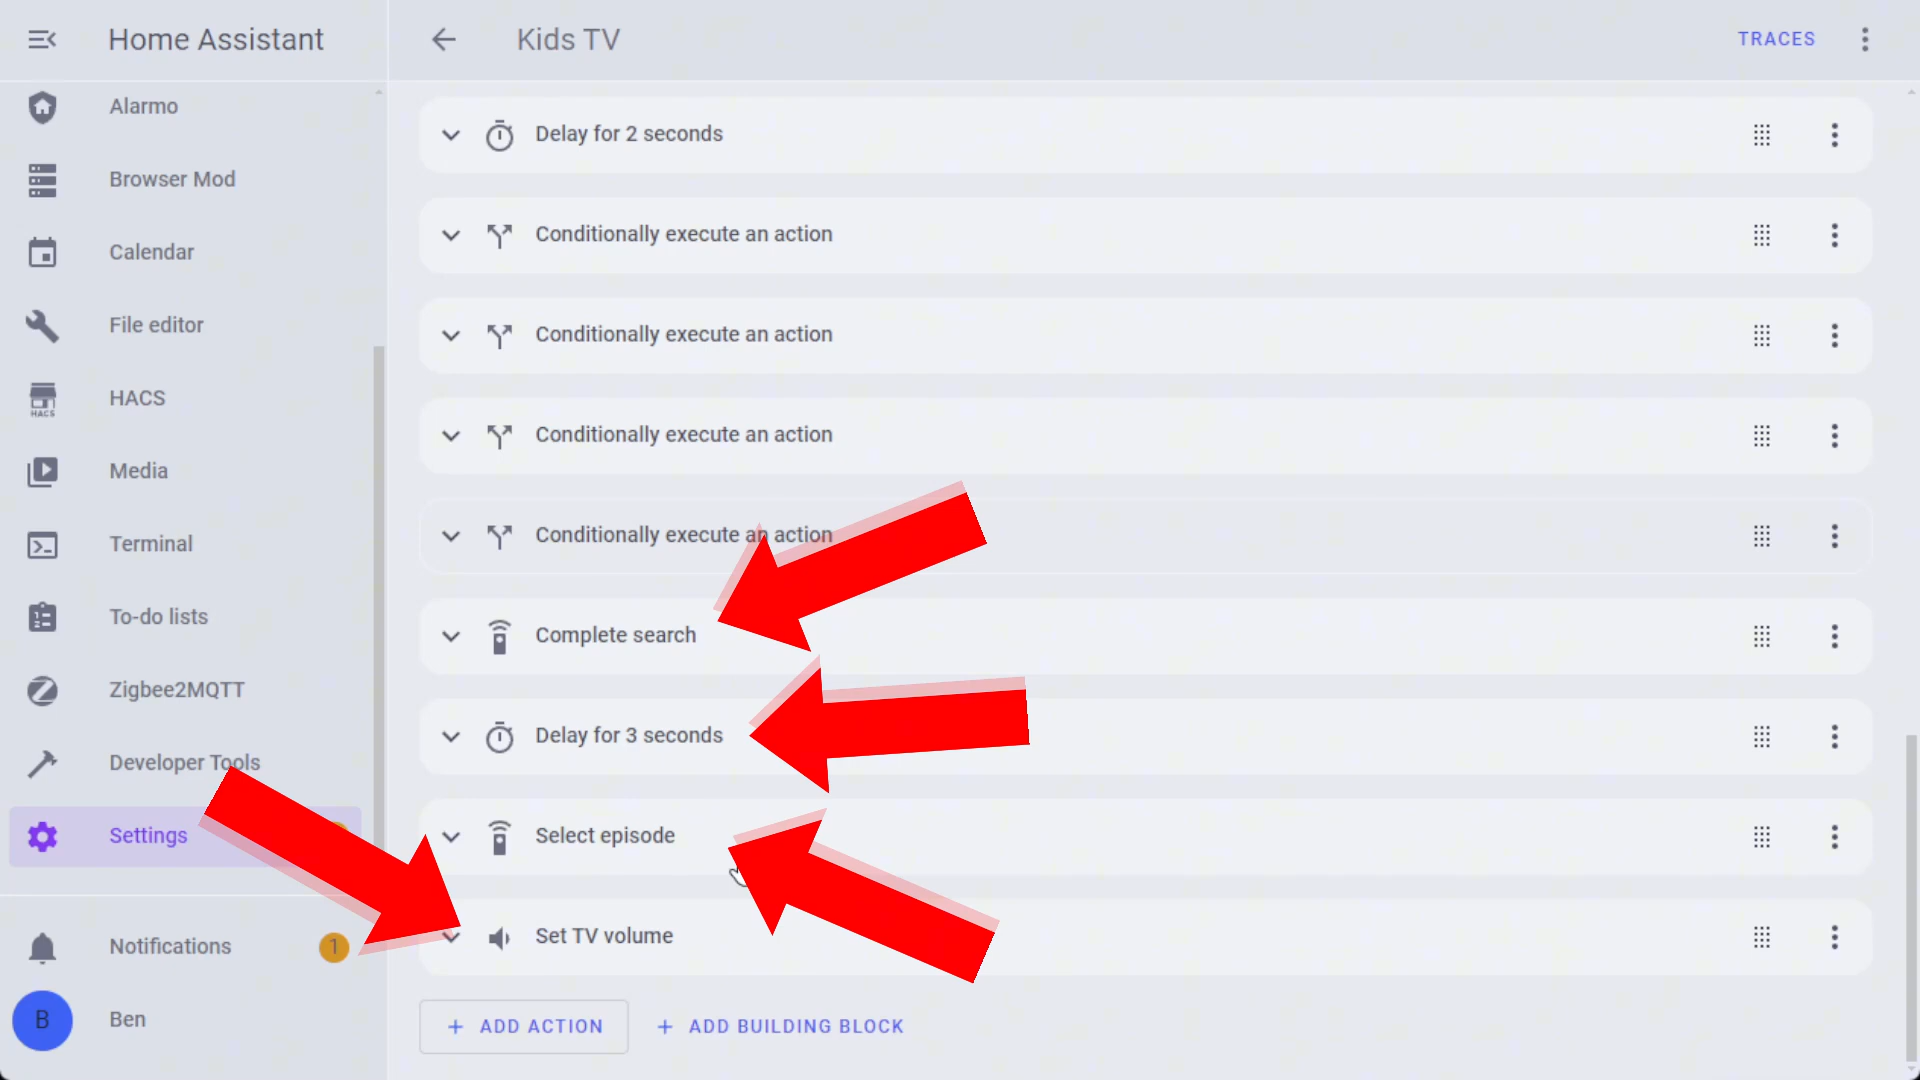 Home Assistant
Kids TV
TRACES
Alarmo
Browser Mod
Calendar
File editor
HACS
HACS
Media
Terminal
To-do lists
Zigbee2MQTT
Developer Tools
Settings
Notifications
1
B
Ben
Delay for 2 seconds
Conditionally execute an action
Conditionally execute an action
Conditionally execute an action
Conditionally execute an action
Complete search
Delay for 3 seconds
Select episode
Set TV volume
+ ADD ACTION
+ ADD BUILDING BLOCK